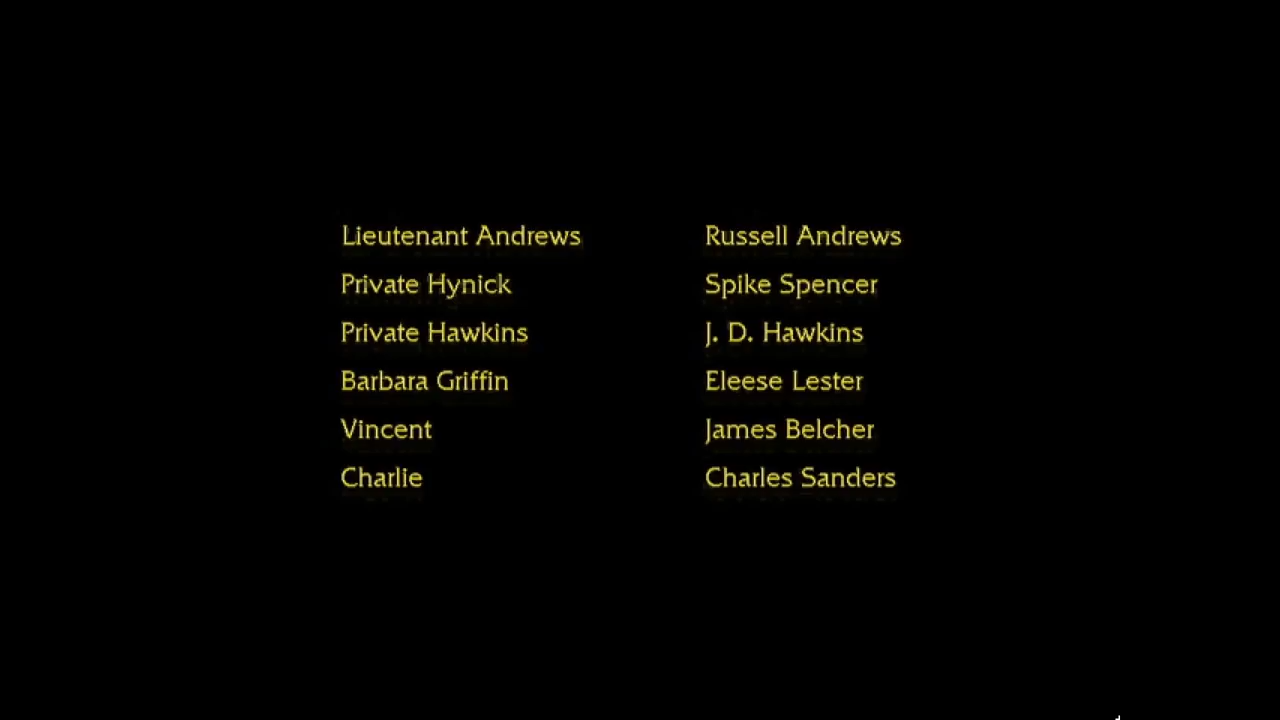 Lieutenant Andrews Russell Andrews
Private Hynick Spike Spencer
Private Hawkins J. D. Hawkins
Barbara Griffin Eleese Lester
Vincent James Belcher
Charlie Charles Sanders